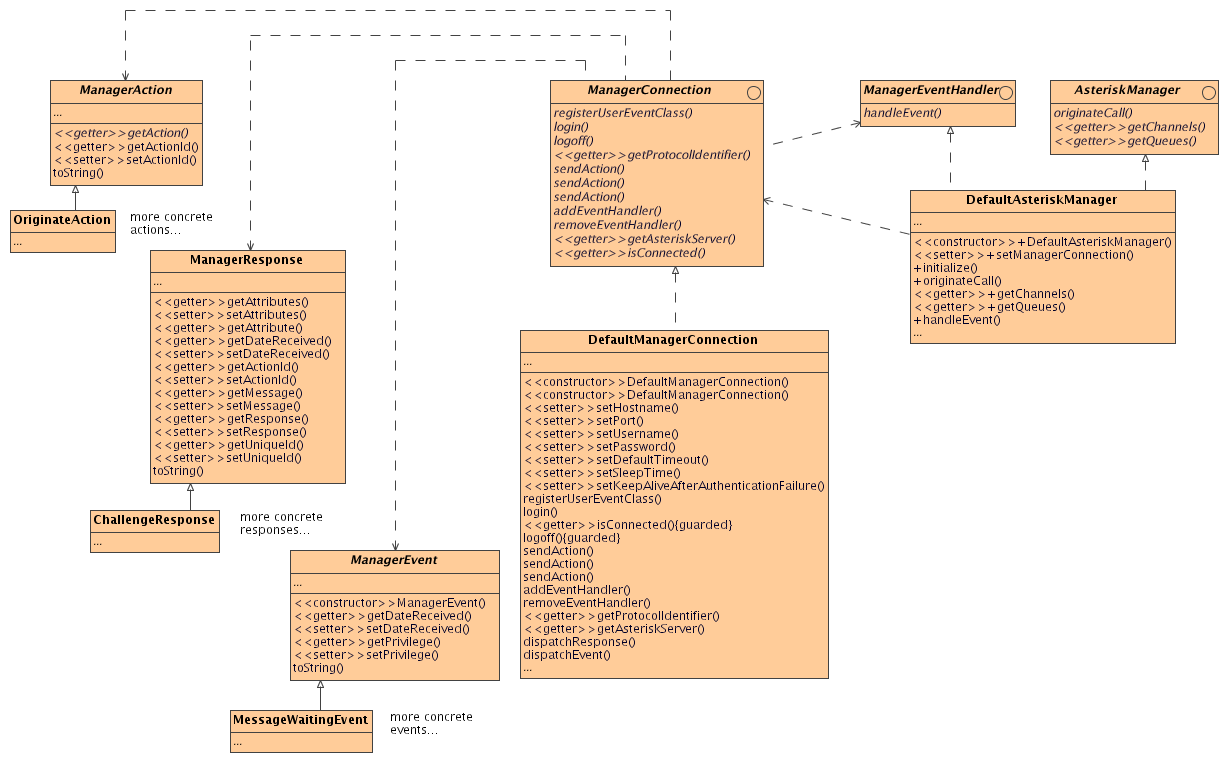 ManagerAction
...
<<getter>>getAction()
<<getter>>getActionId()
<<setter>>setActionId()
toString()
OriginateAction
...
more concrete
actions...
ManagerResponse
...
<<getter>>getAttributes()
<<setter>>setAttributes()
<<getter>>getAttribute()
<<getter>>getDateReceived()
<<setter>>setDateReceived()
<<getter>>getActionId()
<<setter>>setActionId()
<<getter>>getMessage()
<<setter>>setMessage()
<<getter>>getResponse()
<<setter>>setResponse()
<<getter>>getUniqueId()
<<setter>>setUniqueId()
toString()
ChallengeResponse
...
more concrete
responses...
ManagerEvent
...
<<constructor>>ManagerEvent()
<<getter>>getDateReceived()
<<setter>>setDateReceived()
<<getter>>getPrivilege()
<<setter>>setPrivilege()
toString()
MessageWaitingEvent
...
more concrete
events...
ManagerConnection
registerUserEventClass()
login()
logoff()
<<getter>>getProtocolIdentifier()
sendAction()
sendAction()
sendAction()
addEventHandler()
removeEventHandler()
<<getter>>getAsteriskServer()
<<getter>>isConnected()
DefaultManagerConnection
...
<<constructor>>DefaultManagerConnection()
<<constructor>>DefaultManagerConnection()
<<setter>>setHostname()
<<setter>>setPort()
<<setter>>setUsername()
<<setter>>setPassword()
<<setter>>setDefaultTimeout()
<<setter>>setSleepTime()
<<setter>>setKeepAliveAfterAuthenticationFailure()
registerUserEventClass()
login()
<<getter>>isConnected(){guarded}
logoff(){guarded}
sendAction()
sendAction()
sendAction()
addEventHandler()
removeEventHandler()
<<getter>>getProtocolIdentifier()
<<getter>>getAsteriskServer()
dispatchResponse()
dispatchEvent()
...
ManagerEventHandler
handleEvent()
AsteriskManager
originateCall()
<<getter>>getChannels()
<<getter>>getQueues()
DefaultAsteriskManager
...
<<constructor>>+DefaultAsteriskManager()
<<setter>>+setManagerConnection()
+initialize()
+originateCall()
<<getter>>+getChannels()
<<getter>>+getQueues()
+handleEvent()
...